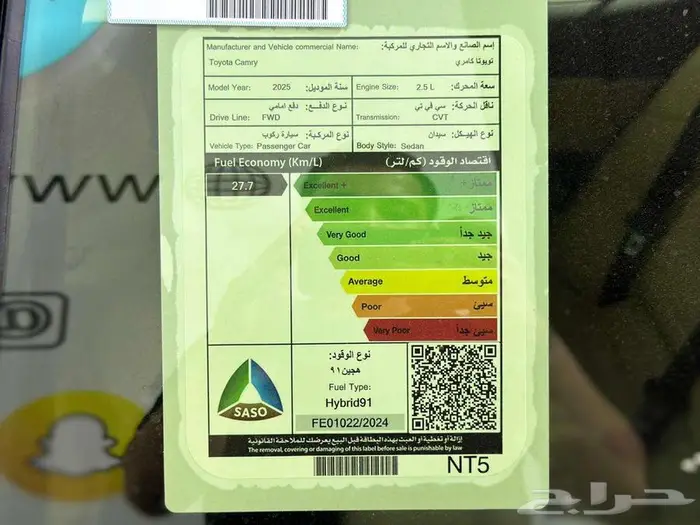 Manufacturer and Vehicle commercial Name: إسم الصانع والاسم التجاري للمركبة:
Toyota Camry تويوتا كامري
Model Year: 2025 سنة الموديل: Engine Size: 2.5 L سعة المحرك:
نوع الدفع: دفع امامي ناقل الحركة: سي في تي
Drive Line: FWD Transmission: CVT
نوع المركبة: سيارة ركوب نوع الهيكل: سيدان
Vehicle Type: Passenger Car Body Style: Sedan
Fuel Economy (Km/L) اقتصاد الوقود (كم/لتر)
27.7 Excellent + ممتاز+
Excellent ممتاز
Very Good جيد جداً
Good جيد
Average متوسط
Poor سيئ
Very Poor سيئ جداً
نوع الوقود:
هجين ٩١
Fuel Type:
Hybrid91
SASO
FE01022/2024
إزالة أو تغطية أو العبث بهذه البطاقة قبل البيع يعرضك للملاحقة القانونية
The removal, covering or damaging of this label before sale is punishable by law
NT5
www
حراج